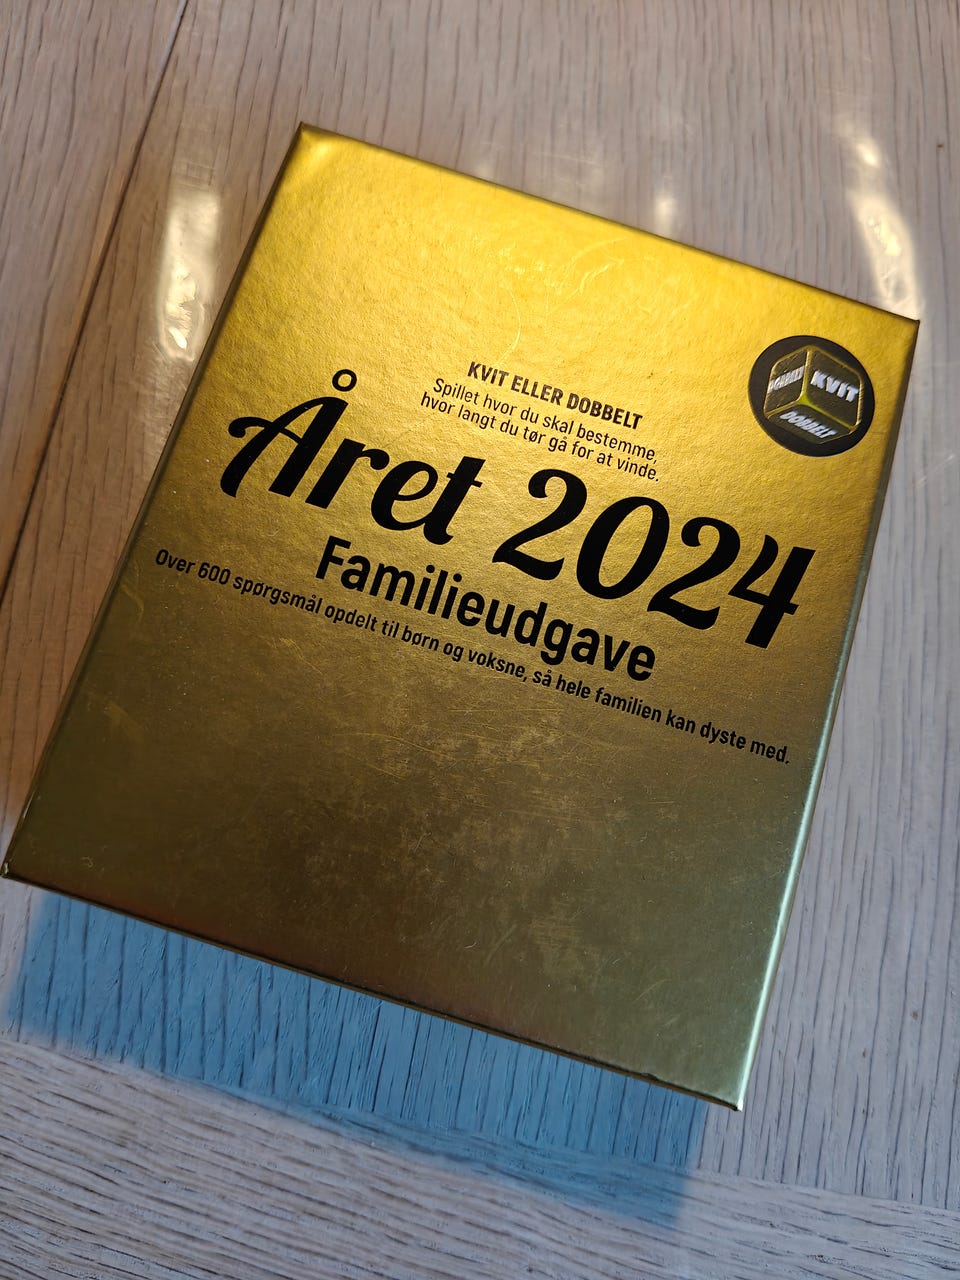 KVIT ELLER DOBBELT
Spillet hvor du skal bestemme,
hvor langt du tør gå for at vinde.
Året 2024
Familieudgave
Over 600 spørgsmål opdelt til børn og voksne, så hele familien kan dyste med.
DOBBELT KVIT
DOBBELT